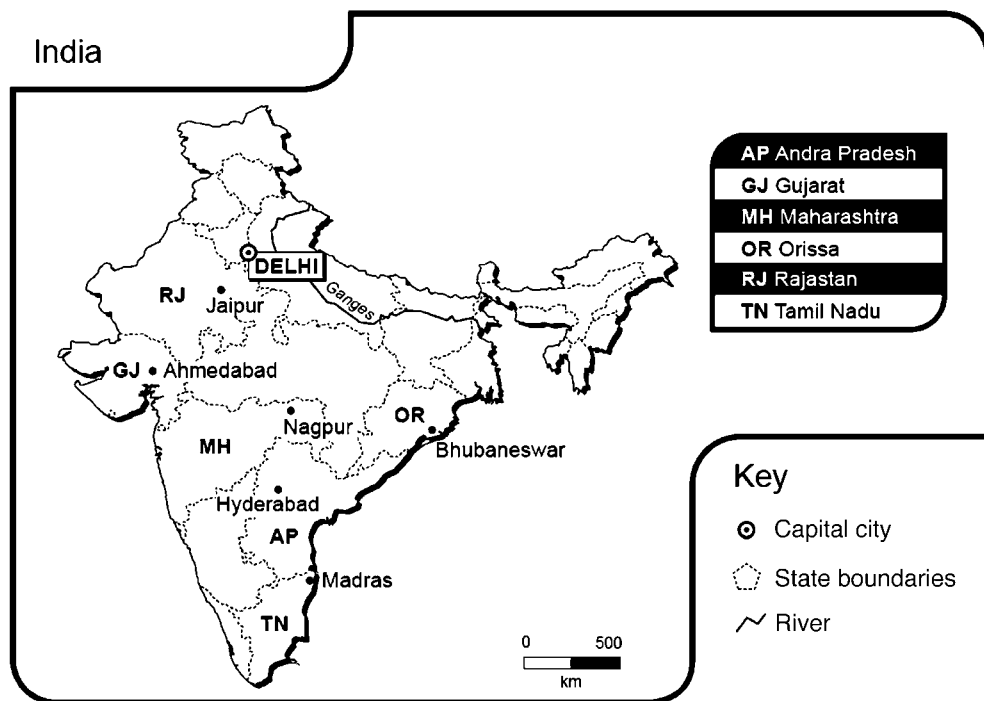 India
AP Andra Pradesh
GJ Gujarat
MH Maharashtra
OR Orissa
RJ Rajastan
TN Tamil Nadu
DELHI
Ganges
RJ
Jaipur
GJ
Ahmedabad
Nagpur
OR
MH
Bhubaneswar
Hyderabad
AP
Madras
TN
0 500
km
Key
Capital city
State boundaries
River